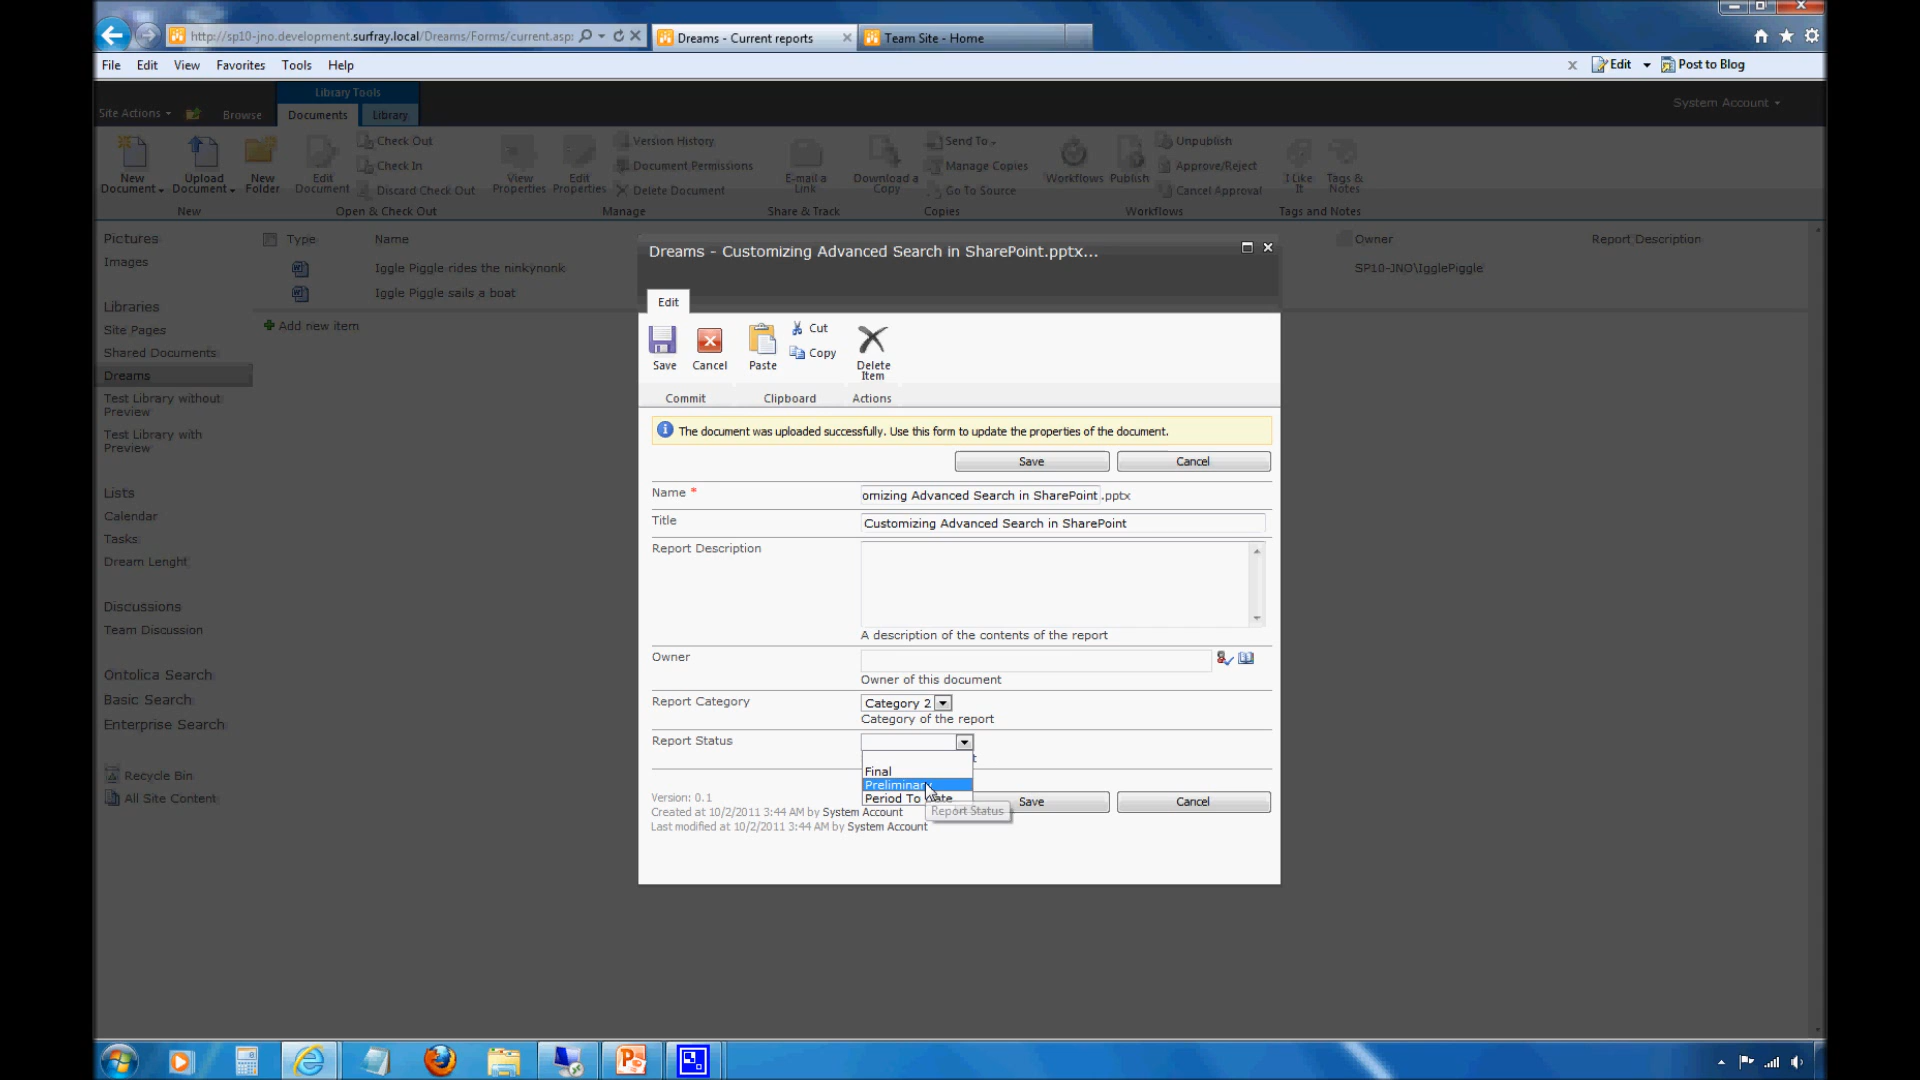 http://sp10-jno.development.surfray.local/Dreams/Forms/current.asp:
Dreams - Current reports
Team Site - Home
File Edit View Favorites Tools Help
x Edit Post to Blog
Library Tools
Site Actions Browse Documents Library
System Account
New Document
Upload Document
New Folder
Edit Document
Check Out
Check In
Discard Check Out
View Properties
Edit Properties
Version History
Document Permissions
Delete Document
E-mail a Link
Download a Copy
Send To
Manage Copies
Go To Source
Workflows
Publish
Unpublish
Approve/Reject
Cancel Approval
I Like It
Tags & Notes
New
Open & Check Out
Manage
Share & Track
Copies
Workflows
Tags and Notes
Pictures
Images
Libraries
Site Pages
Shared Documents
Dreams
Test Library without Preview
Test Library with Preview
Lists
Calendar
Tasks
Dream Lenght
Discussions
Team Discussion
Ontolica Search
Basic Search
Enterprise Search
Recycle Bin
All Site Content
Type Name Owner Report Description
Iggle Piggle rides the ninkynonk SP10-JNO\IgglePiggle
Iggle Piggle sails a boat
Add new item
Dreams - Customizing Advanced Search in SharePoint.pptx...
Edit
Save
Cancel
Paste
Cut
Copy
Delete Item
Commit
Clipboard
Actions
The document was uploaded successfully. Use this form to update the properties of the document.
Save Cancel
Name * omizing Advanced Search in SharePoint .pptx
Title Customizing Advanced Search in SharePoint
Report Description
A description of the contents of the report
Owner
Owner of this document
Report Category Category 2
Category of the report
Report Status
Final
Preliminary
Period To
Report Status
Version: 0.1
Created at 10/2/2011 3:44 AM by System Account
Last modified at 10/2/2011 3:44 AM by System Account
Save Cancel